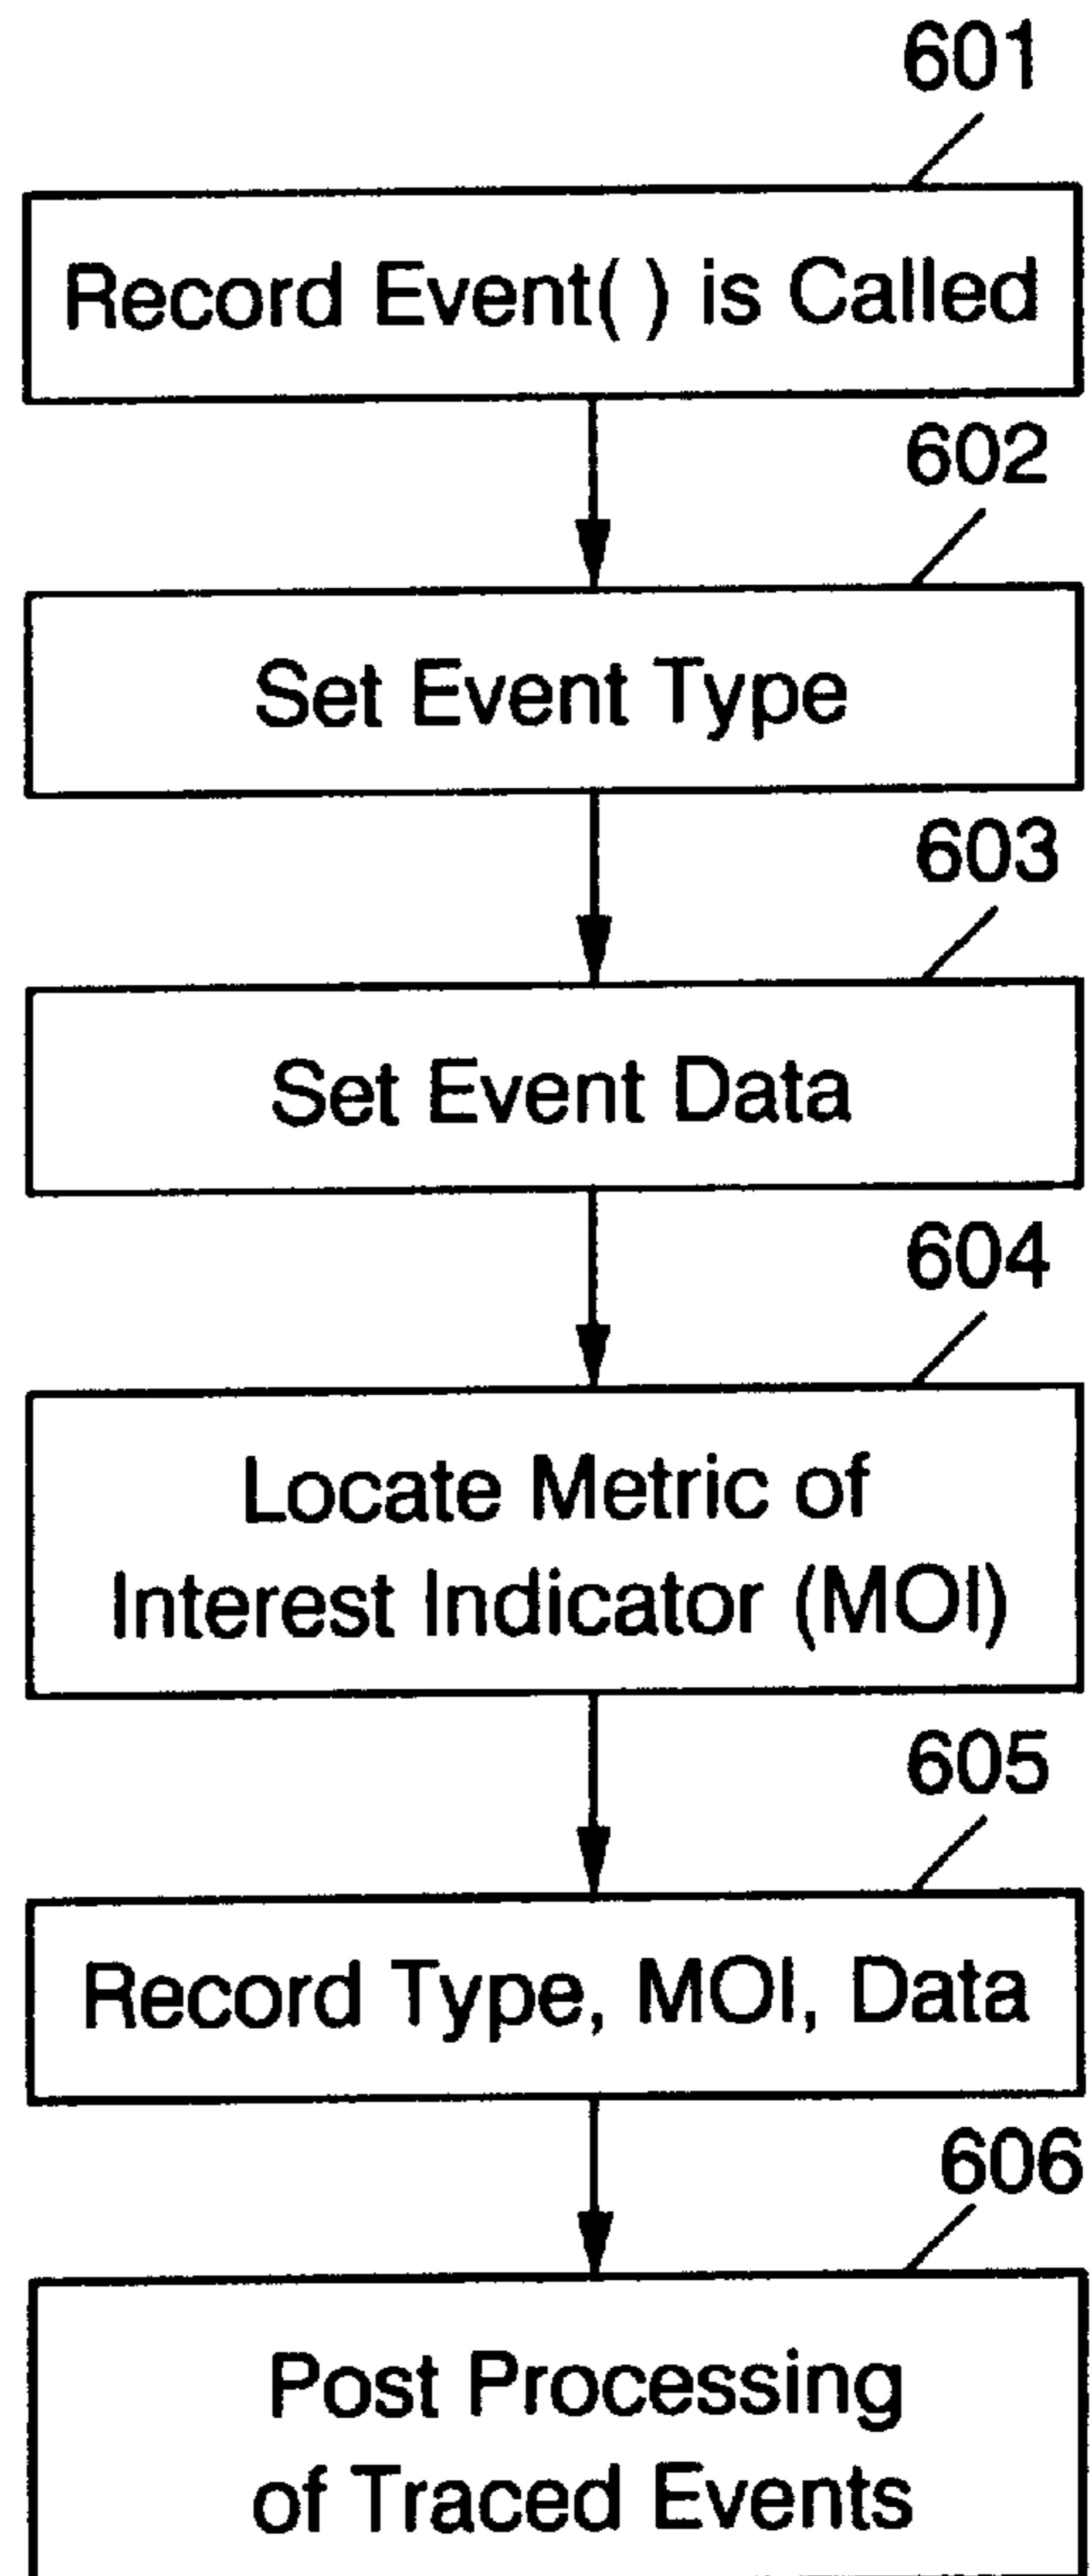 601
Record Event( ) is Called
602
Set Event Type
603
Set Event Data
604
Locate Metric of
Interest Indicator (MOI)
605
Record Type, MOI, Data
606
Post Processing
of Traced Events